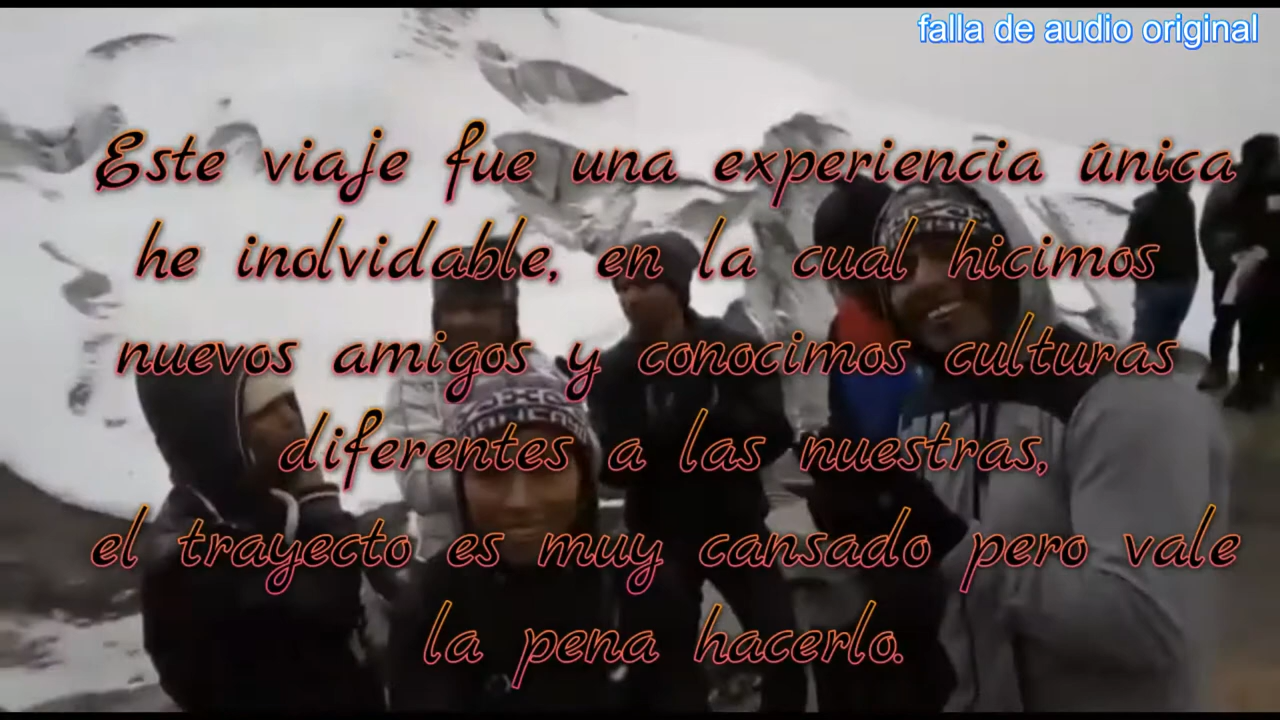 falla de audio original
Este viaje fue una experiencia única
he inolvidable, en la cual hicimos
nuevos amigos y conocimos culturas
diferentes a las nuestras,
el trayecto es muy cansado pero vale
la pena hacerlo.